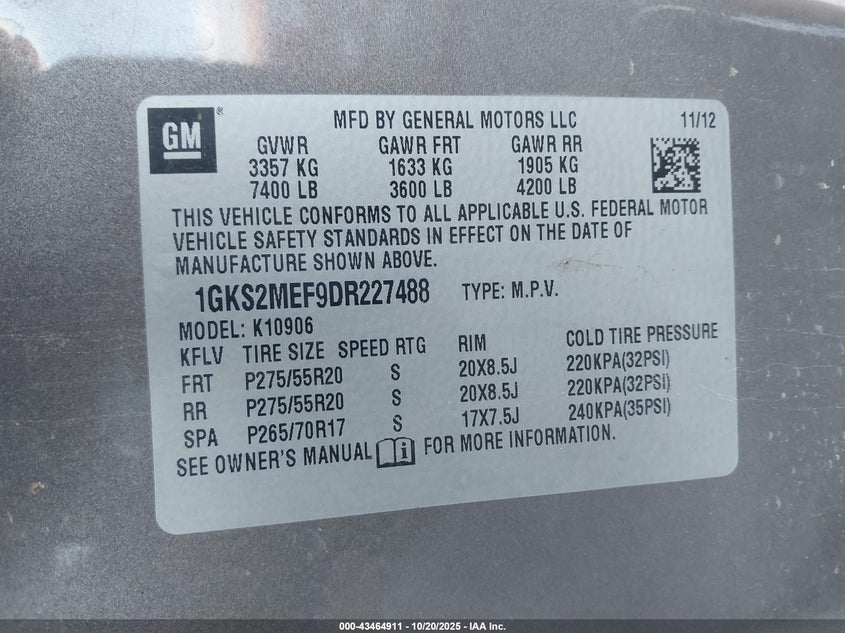 GM
MFD BY GENERAL MOTORS LLC 11/12
GVWR GAWR FRT GAWR RR
3357 KG 1633 KG 1905 KG
7400 LB 3600 LB 4200 LB
THIS VEHICLE CONFORMS TO ALL APPLICABLE U.S. FEDERAL MOTOR
VEHICLE SAFETY STANDARDS IN EFFECT ON THE DATE OF
MANUFACTURE SHOWN ABOVE.
1GKS2MEF9DR227488 TYPE: M.P.V.
MODEL: K10906
KFLV TIRE SIZE SPEED RTG RIM COLD TIRE PRESSURE
FRT P275/55R20 S 20X8.5J 220KPA(32PSI)
RR P275/55R20 S 20X8.5J 220KPA(32PSI)
SPA P265/70R17 S 17X7.5J 240KPA(35PSI)
SEE OWNER'S MANUAL i FOR MORE INFORMATION.
000-43464911 - 10/20/2025 - IAA Inc.